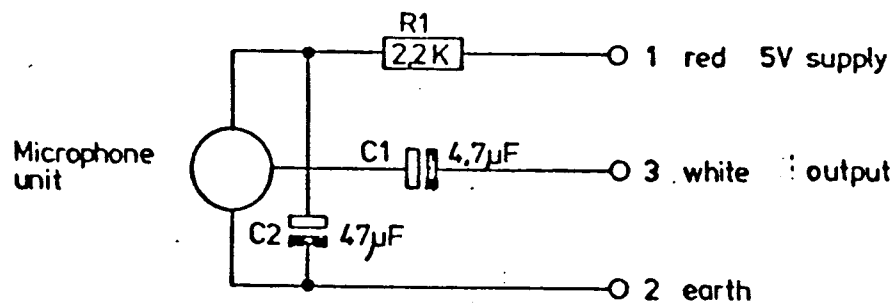 R1
2,2K
1 red 5V supply
Microphone
unit
C1
4,7µF
3 white output
C2
47µF
2 earth